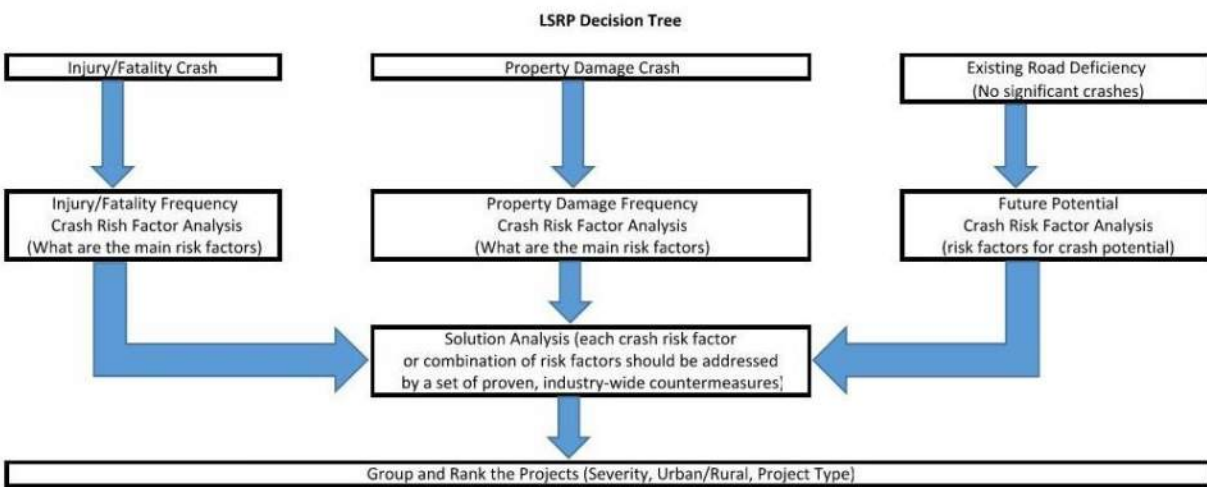 LSRP Decision Tree
Injury/Fatality Crash
Property Damage Crash
Existing Road Deficiency
(No significant crashes)
Injury/Fatality Frequency
Crash Rish Factor Analysis
(What are the main risk factors)
Property Damage Frequency
Crash Risk Factor Analysis
(What are the main risk factors)
Future Potential
Crash Risk Factor Analysis
(risk factors for crash potential)
Solution Analysis (each crash risk factor
or combination of risk factors should be addressed
by a set of proven, industry-wide countermeasures)
Group and Rank the Projects (Severity, Urban/Rural, Project Type)